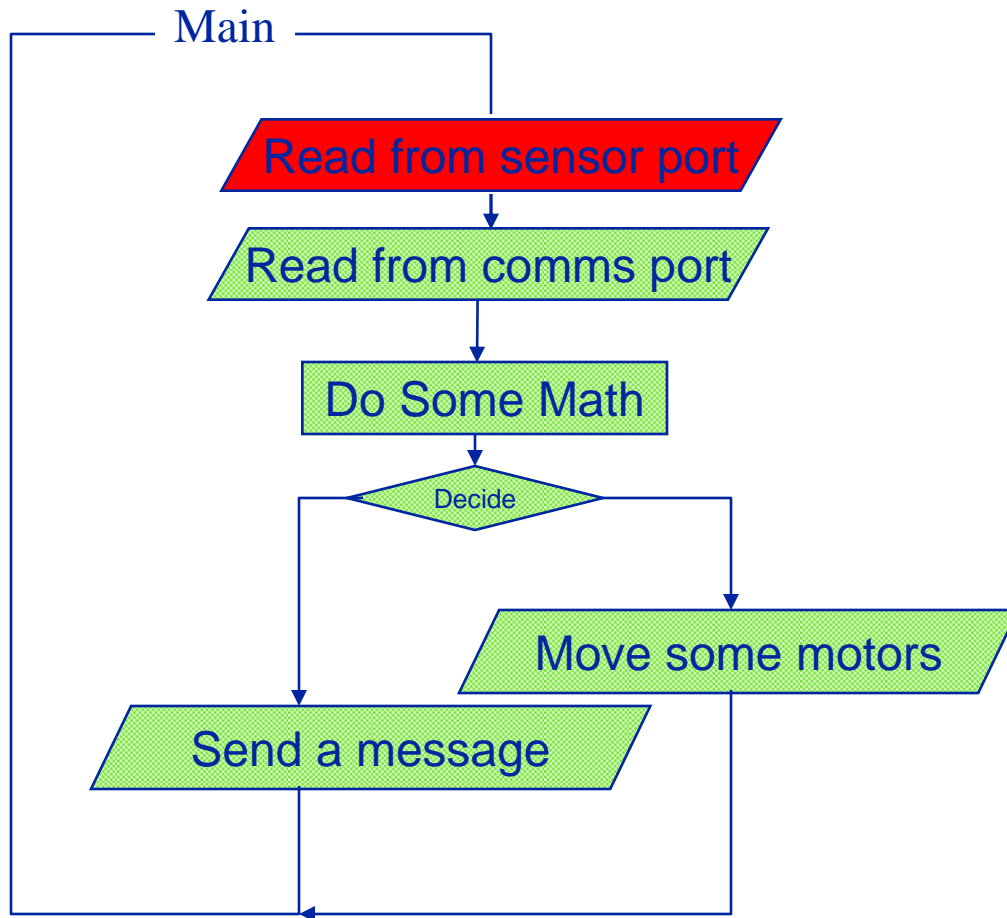 Main
Read from sensor port
Read from comms port
Do Some Math
Decide
Move some motors
Send a message